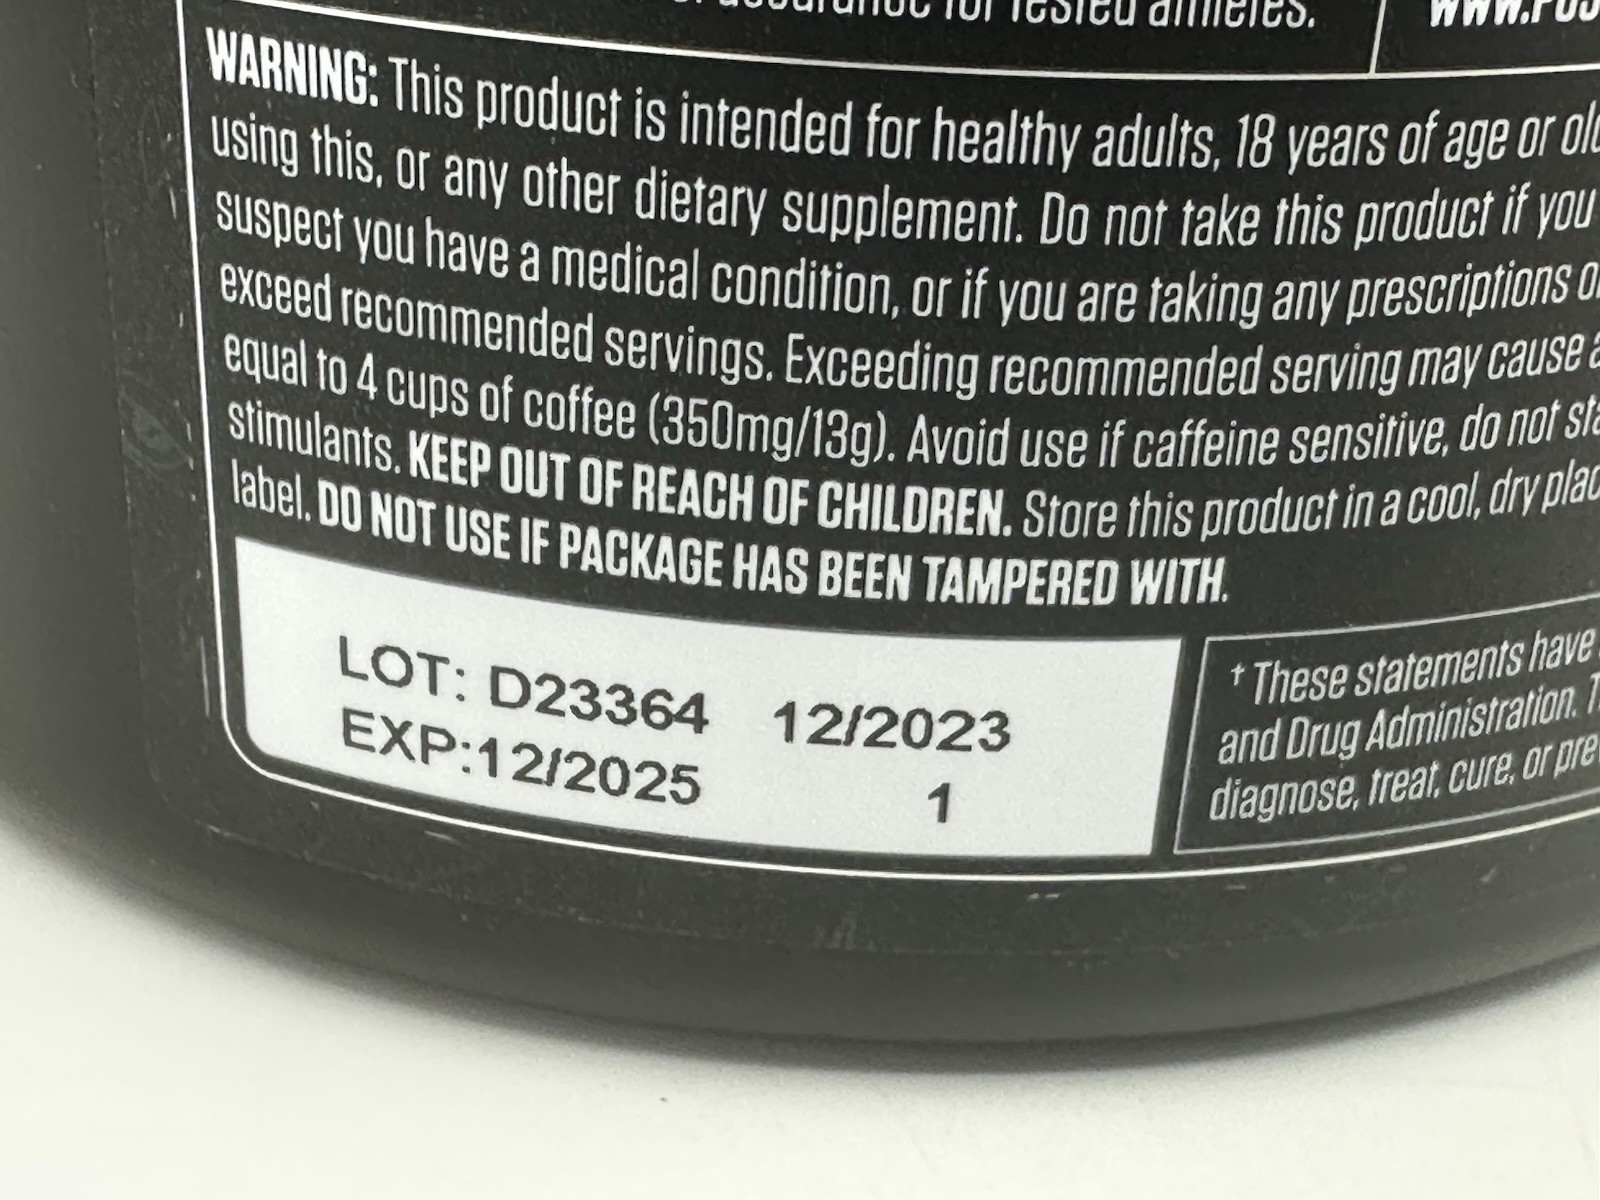 assurance for tested athletes.
WARNING: This product is intended for healthy adults, 18 years of age or
using this, or any other dietary supplement. Do not take this product if you
suspect you have a medical condition, or if you are taking any prescriptions
exceed recommended servings. Exceeding recommended serving may cause
equal to 4 cups of coffee (350mg/13g). Avoid use if caffeine sensitive, do not
stimulants. KEEP OUT OF REACH OF CHILDREN. Store this product in a cool, dry
label. DO NOT USE IF PACKAGE HAS BEEN TAMPERED WITH.
LOT: D23364 12/2023
EXP:12/2025 1
† These statements have
and Drug Administration.
diagnose, treat, cure, or